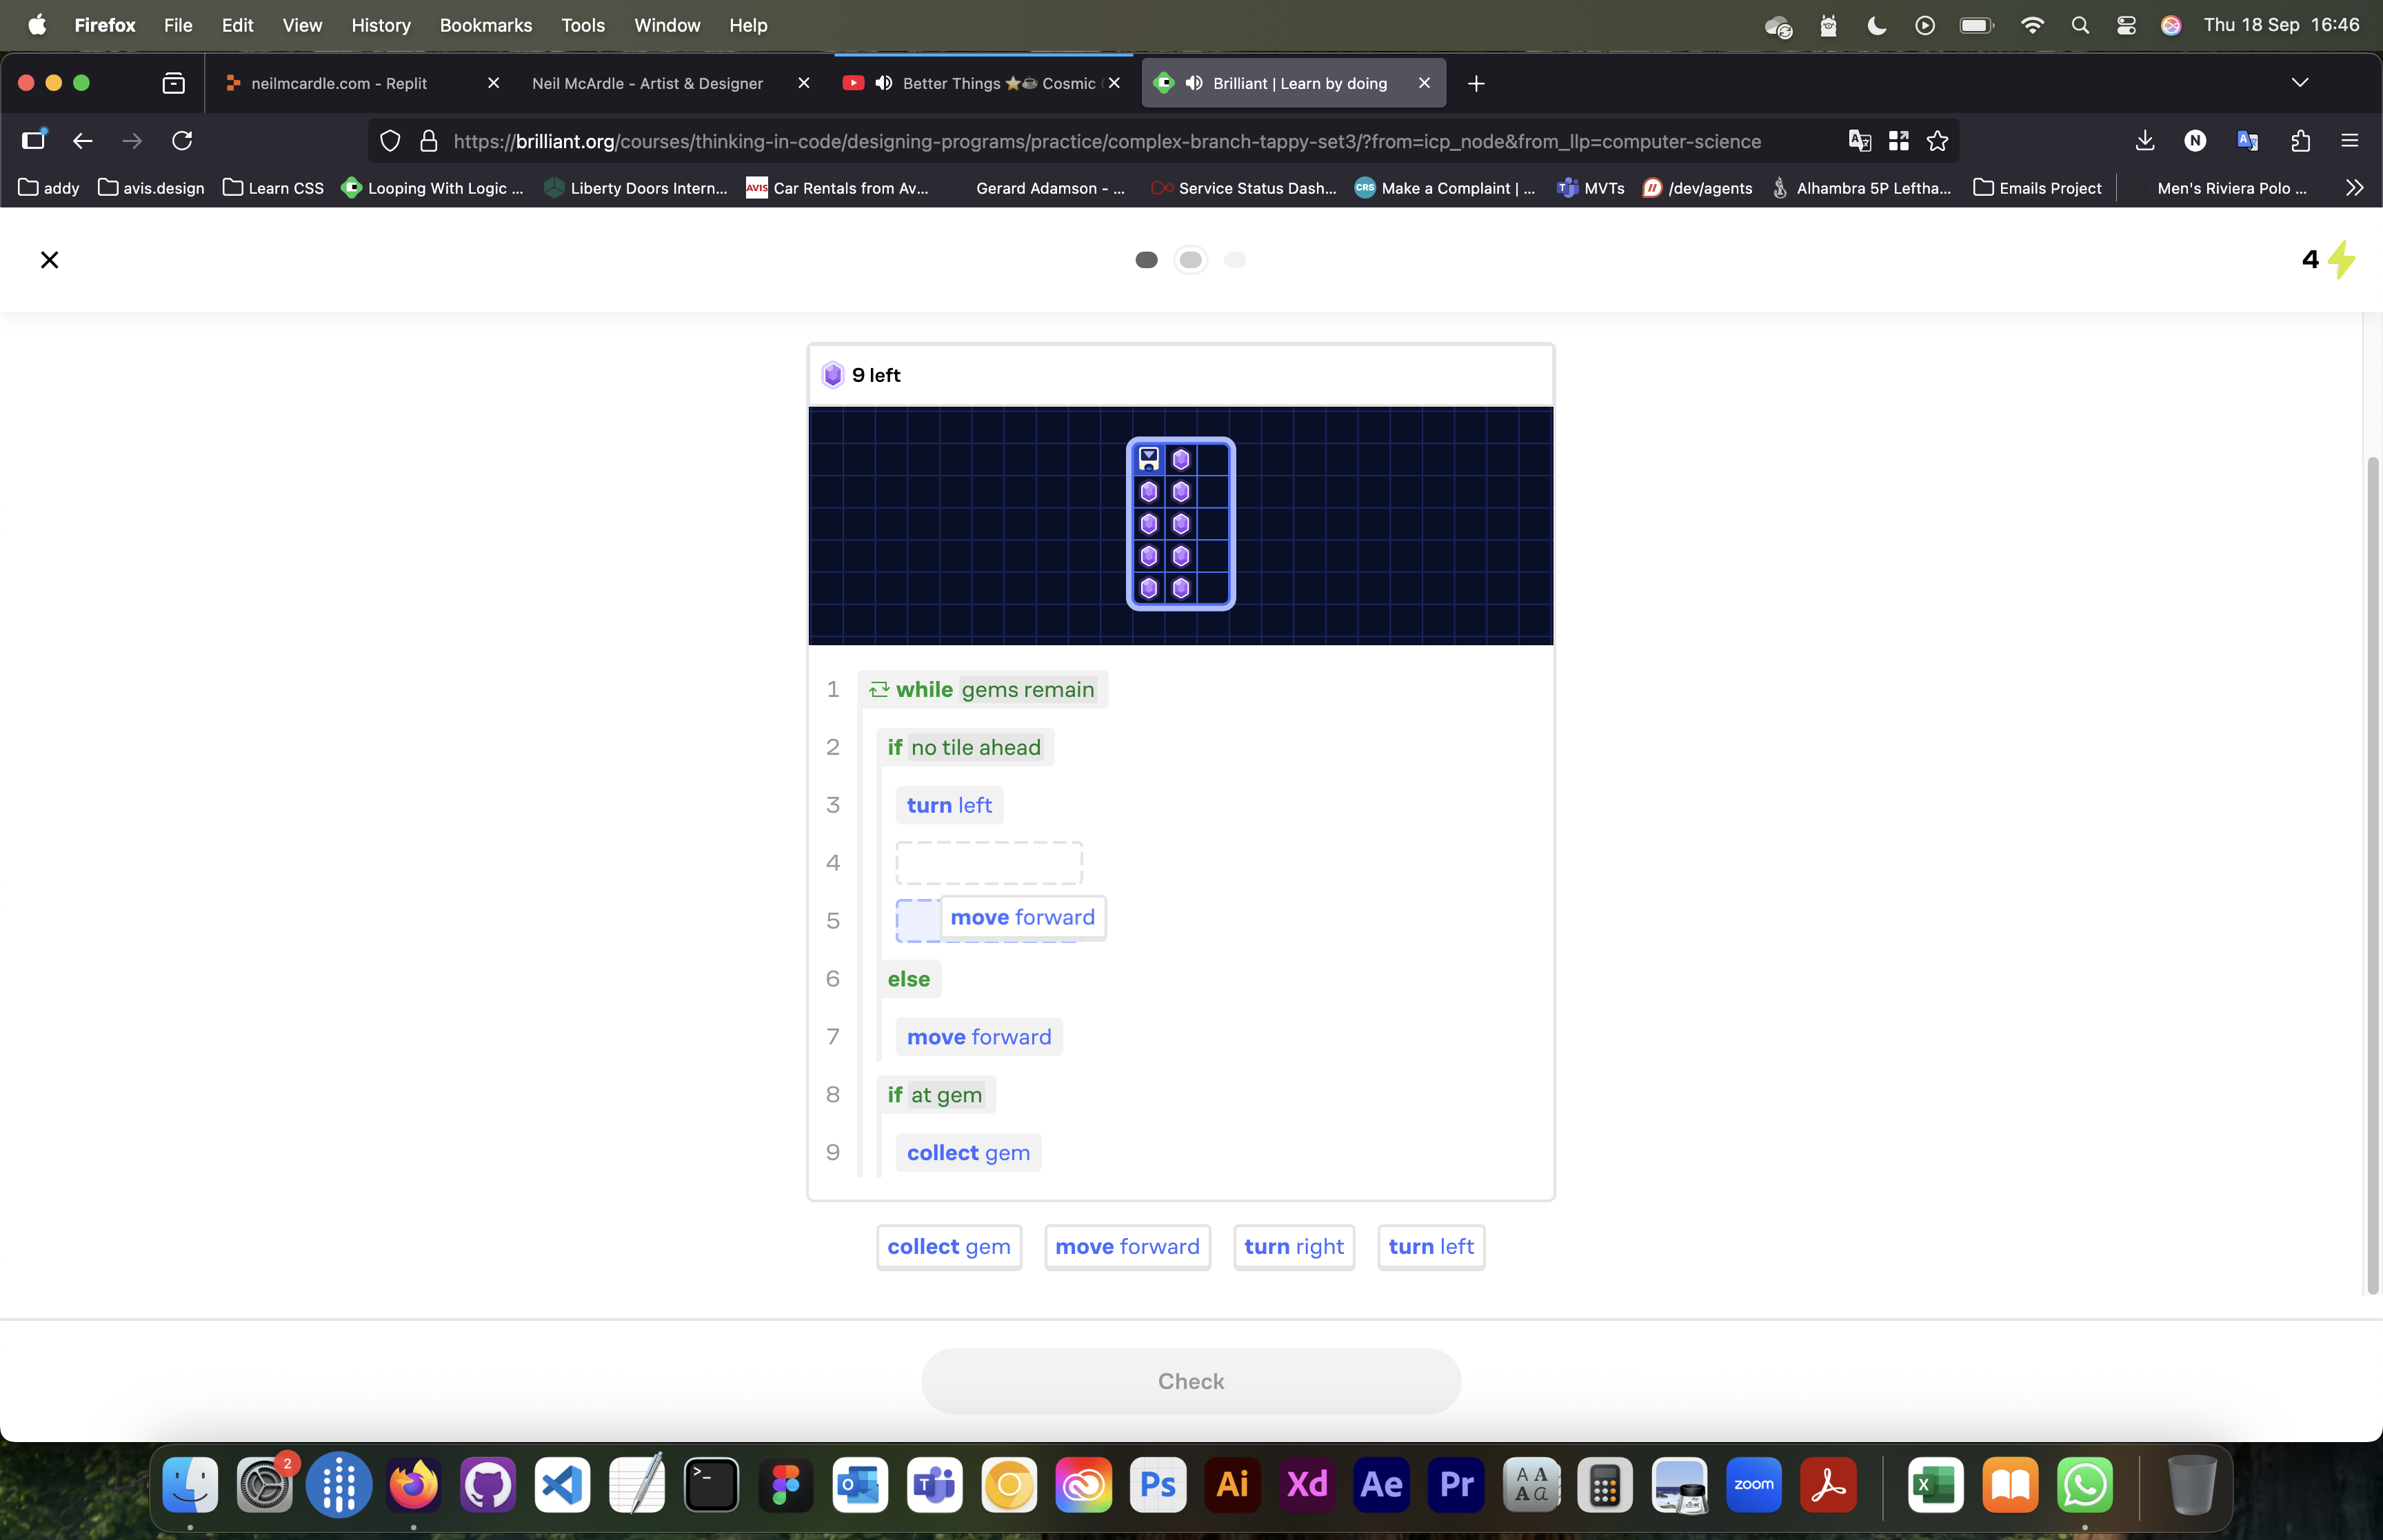 Firefox File Edit View History Bookmarks Tools Window Help Thu 18 Sep 16:46
neilmcardle.com - Replit Neil McArdle - Artist & Designer Better Things ⭐☕ Cosmic Brilliant | Learn by doing
https://brilliant.org/courses/thinking-in-code/designing-programs/practice/complex-branch-tappy-set3/?from=icp_node&from_llp=computer-science N
addy avis.design Learn CSS Looping With Logic ... Liberty Doors Intern... AVIS Car Rentals from Av... Gerard Adamson - ... Service Status Dash... CRS Make a Complaint | ... MVTs /dev/agents Alhambra 5P Leftha... Emails Project Men's Riviera Polo ...
4
9 left
1 while gems remain
2 if no tile ahead
3 turn left
4
5 move forward
6 else
7 move forward
8 if at gem
9 collect gem
collect gem move forward turn right turn left
Check
2 Ps Ai Xd Ae Pr zoom